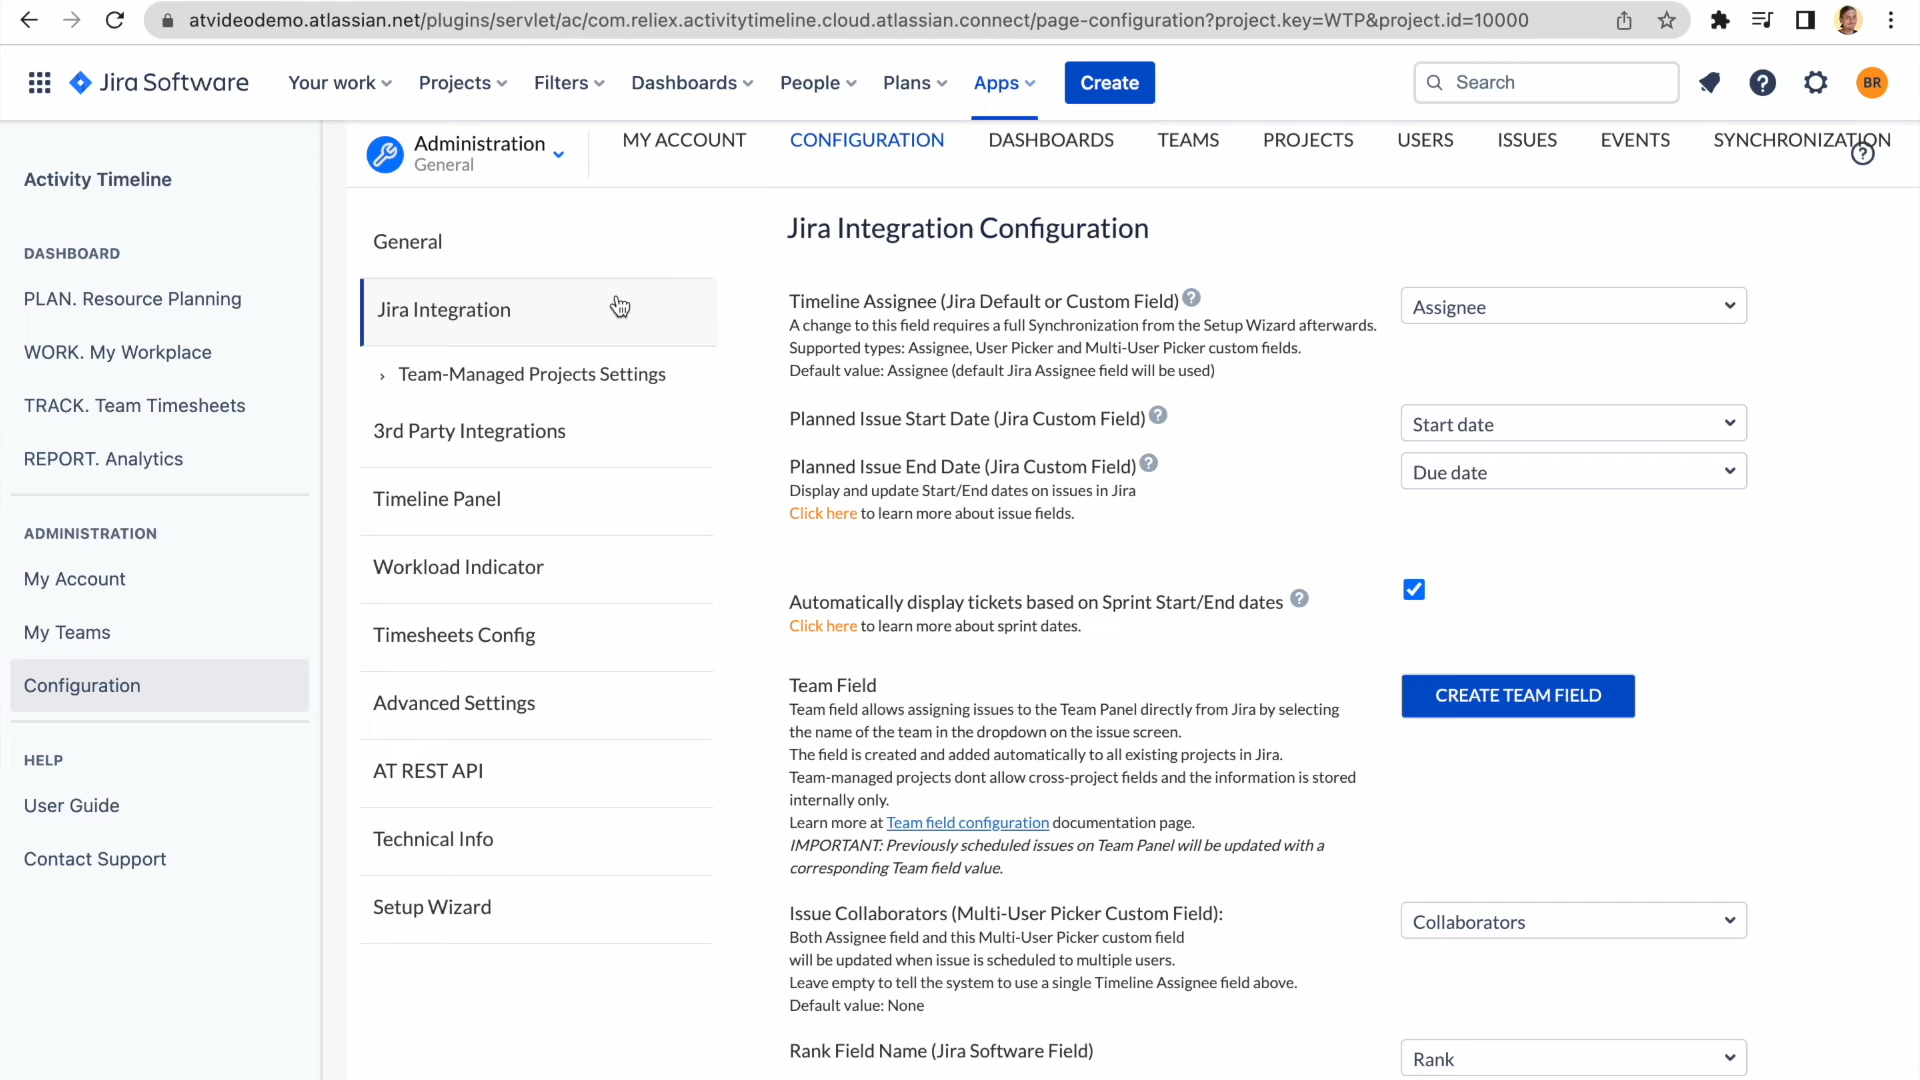 atvideodemo.atlassian.net/plugins/servlet/ac/com.reliex.activitytimeline.cloud.atlassian.connect/page-configuration?project.key=WTP&project.id=10000
Jira Software
Your work
Projects
Filters
Dashboards
People
Plans
Apps
Create
Search
BR
Activity Timeline
DASHBOARD
PLAN. Resource Planning
WORK. My Workplace
TRACK. Team Timesheets
REPORT. Analytics
ADMINISTRATION
My Account
My Teams
Configuration
HELP
User Guide
Contact Support
Administration
General
MY ACCOUNT
CONFIGURATION
DASHBOARDS
TEAMS
PROJECTS
USERS
ISSUES
EVENTS
SYNCHRONIZATION
General
Jira Integration
Team-Managed Projects Settings
3rd Party Integrations
Timeline Panel
Workload Indicator
Timesheets Config
Advanced Settings
AT REST API
Technical Info
Setup Wizard
Jira Integration Configuration
Timeline Assignee (Jira Default or Custom Field)
A change to this field requires a full Synchronization from the Setup Wizard afterwards.
Supported types: Assignee, User Picker and Multi-User Picker custom fields.
Default value: Assignee (default Jira Assignee field will be used)
Assignee
Planned Issue Start Date (Jira Custom Field)
Start date
Planned Issue End Date (Jira Custom Field)
Display and update Start/End dates on issues in Jira
Click here to learn more about issue fields.
Due date
Automatically display tickets based on Sprint Start/End dates
Click here to learn more about sprint dates.
Team Field
Team field allows assigning issues to the Team Panel directly from Jira by selecting
the name of the team in the dropdown on the issue screen.
The field is created and added automatically to all existing projects in Jira.
Team-managed projects dont allow cross-project fields and the information is stored
internally only.
Learn more at Team field configuration documentation page.
IMPORTANT: Previously scheduled issues on Team Panel will be updated with a
corresponding Team field value.
CREATE TEAM FIELD
Issue Collaborators (Multi-User Picker Custom Field):
Both Assignee field and this Multi-User Picker custom field
will be updated when issue is scheduled to multiple users.
Leave empty to tell the system to use a single Timeline Assignee field above.
Default value: None
Collaborators
Rank Field Name (Jira Software Field)
Rank